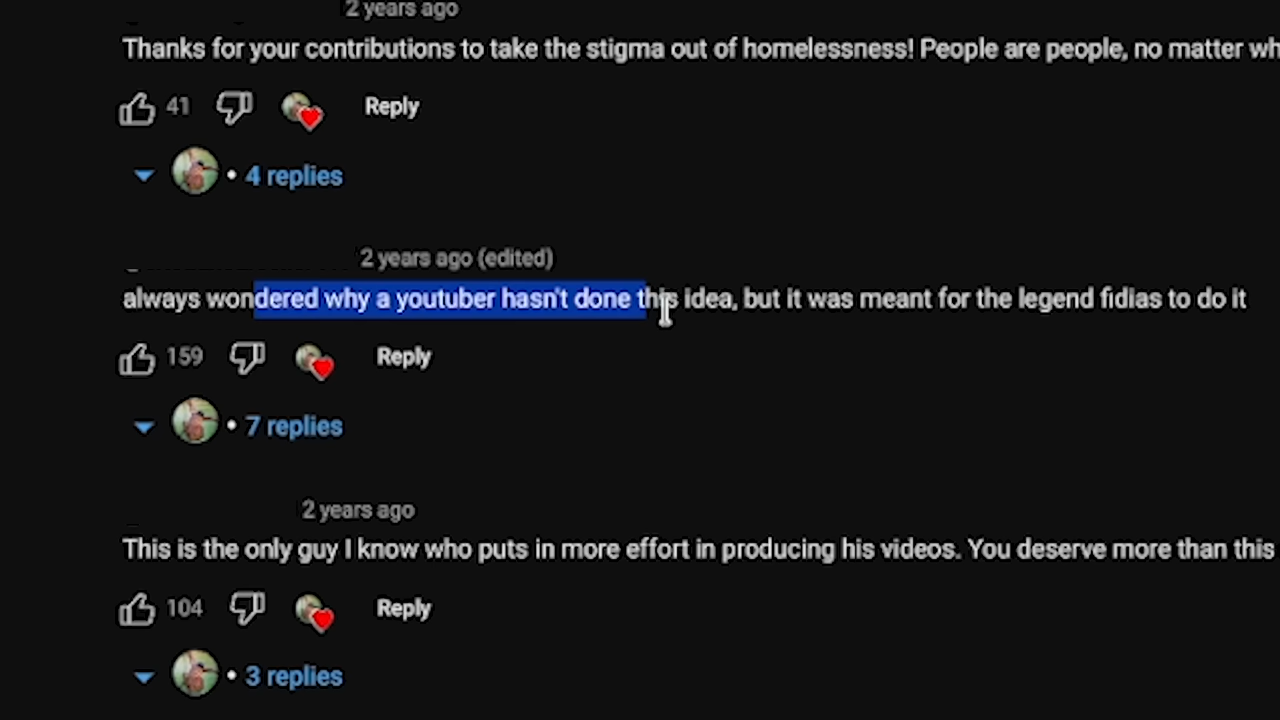 2 years ago
Thanks for your contributions to take the stigma out of homelessness! People are people, no matter wh
41 Reply
• 4 replies
2 years ago (edited)
always wondered why a youtuber hasn't done this idea, but it was meant for the legend fidias to do it
159 Reply
• 7 replies
2 years ago
This is the only guy I know who puts in more effort in producing his videos. You deserve more than this
104 Reply
• 3 replies